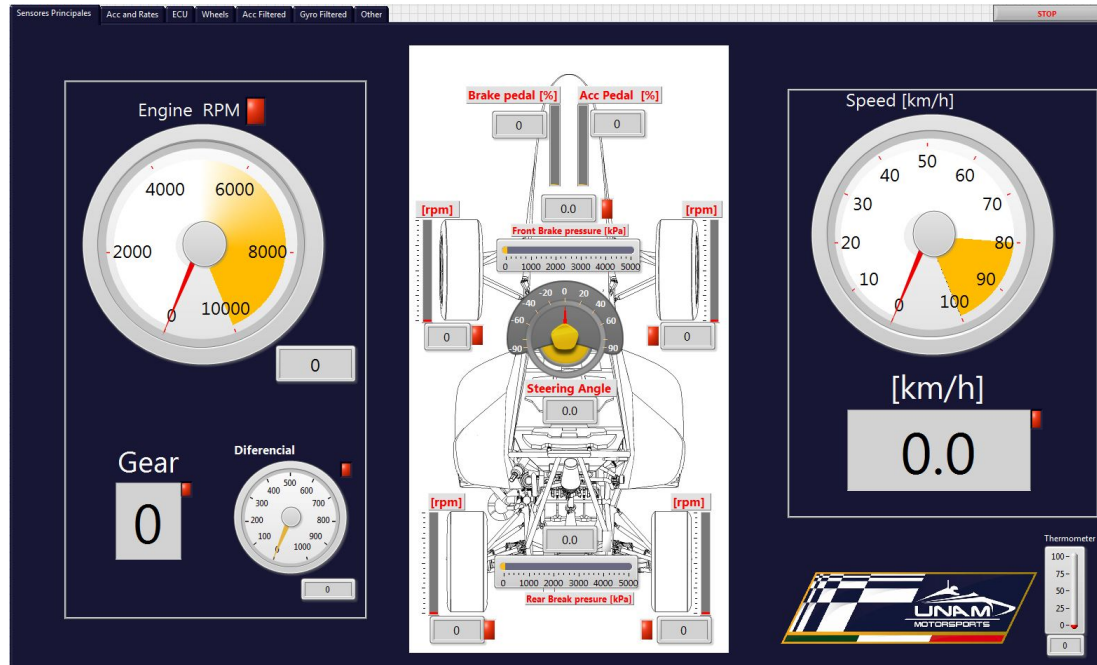 Sensores Principales Acc and Rates ECU Wheels Acc Filtered Gyro Filtered Other STOP
Engine RPM
0 2000 4000 6000 8000 10000
0
Gear
0
Diferencial
0 100 200 300 400 500 600 700 800 900 1000
0
Brake pedal [%] Acc Pedal [%]
0 0
0.0
[rpm] [rpm]
Front Brake pressure [kPa]
0 1000 2000 3000 4000 5000
0 0
-90 -60 -40 -20 0 20 40 60 90
Steering Angle
0.0
[rpm] [rpm]
0.0
0 1000 2000 3000 4000 5000
Rear Break presure [kPa]
0 0
Speed [km/h]
0 10 20 30 40 50 60 70 80 90 100
[km/h]
0.0
Thermometer
100
75
50
25
0
0
UNAM
MOTORSPORTS